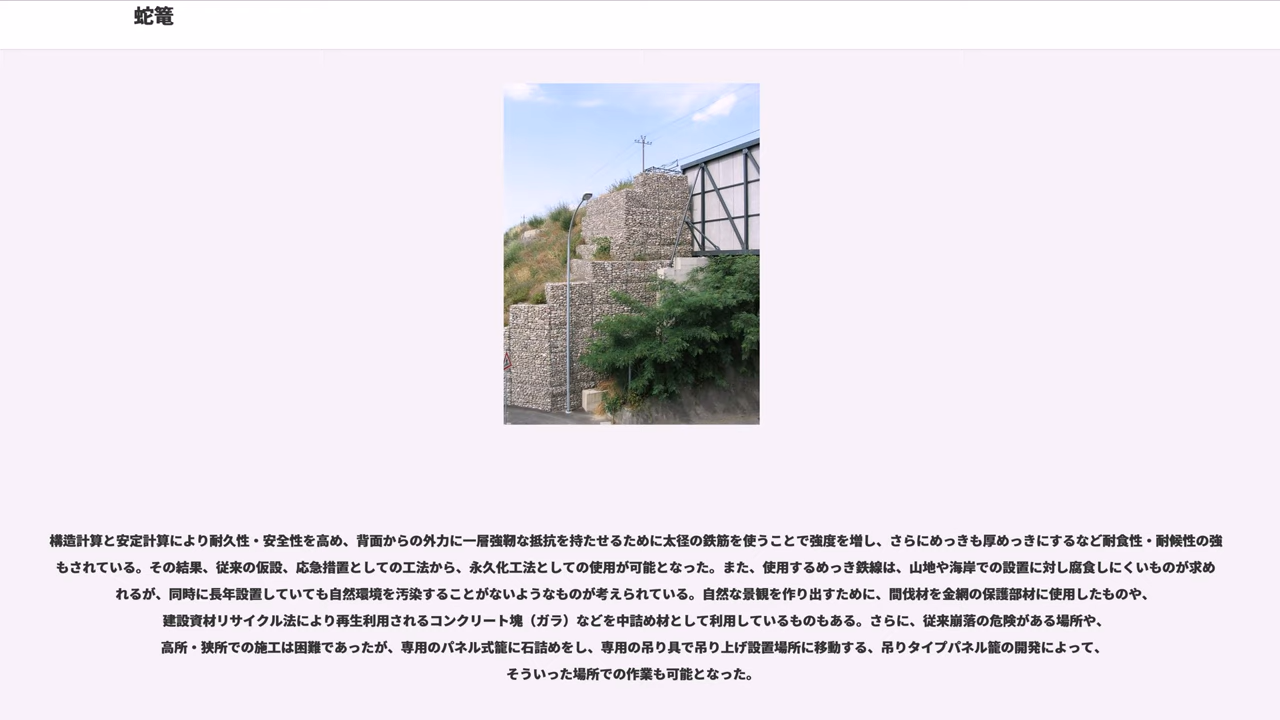 蛇篭
構造計算と安定計算により耐久性・安全性を高め、背面からの外力に一層強靭な抵抗を持たせるために太径の鉄筋を使うことで強度を増し、さらにめっきも厚めっきにするなど耐食性・耐候性の強
もされている。その結果、従来の仮設、応急措置としての工法から、永久化工法としての使用が可能となった。また、使用するめっき鉄線は、山地や海岸での設置に対し腐食しにくいものが求め
れるが、同時に長年設置していても自然環境を汚染することがないようなものが考えられている。自然な景観を作り出すために、間伐材を金網の保護部材に使用したものや、
建設資材リサイクル法により再生利用されるコンクリート塊（ガラ）などを中詰め材として利用しているものもある。さらに、従来崩落の危険がある場所や、
高所・狭所での施工は困難であったが、専用のパネル式籠に石詰めをし、専用の吊り具で吊り上げ設置場所に移動する、吊りタイプパネル籠の開発によって、
そういった場所での作業も可能となった。